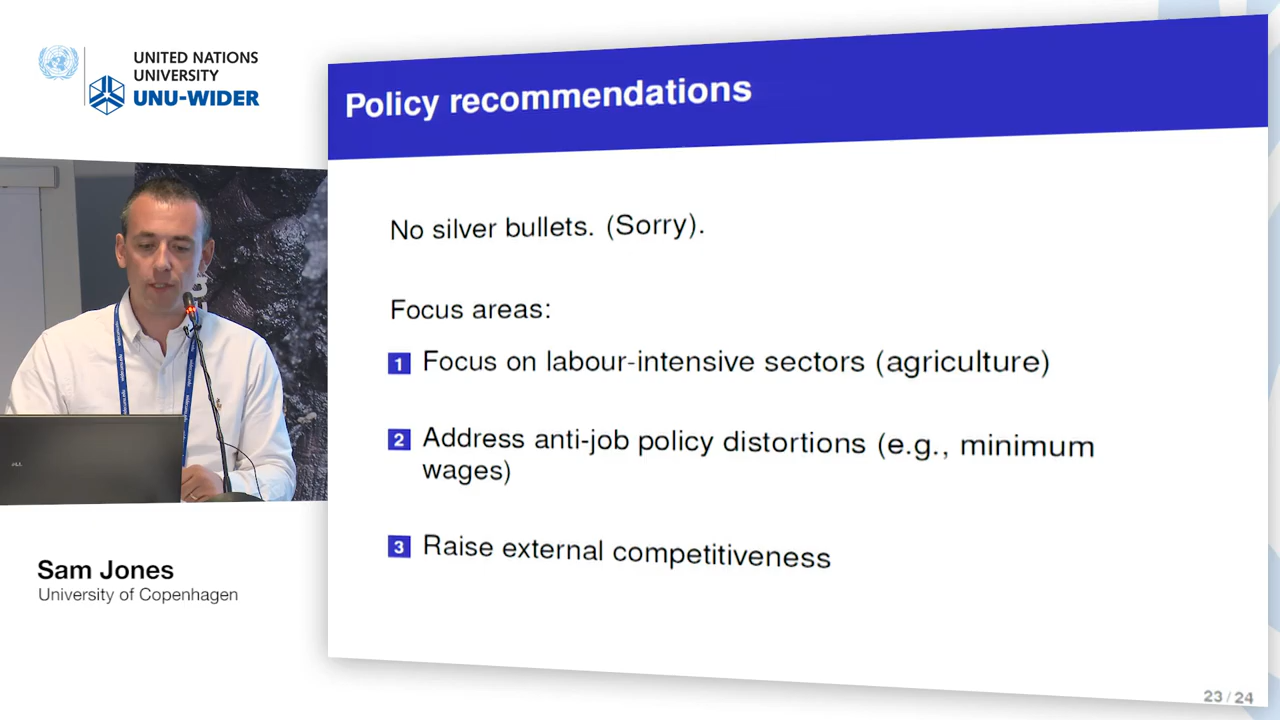 UNITED NATIONS
UNIVERSITY
UNU-WIDER
Policy recommendations
No silver bullets. (Sorry).
Focus areas:
1 Focus on labour-intensive sectors (agriculture)
2 Address anti-job policy distortions (e.g., minimum
wages)
3 Raise external competitiveness
Sam Jones
University of Copenhagen
23 / 24